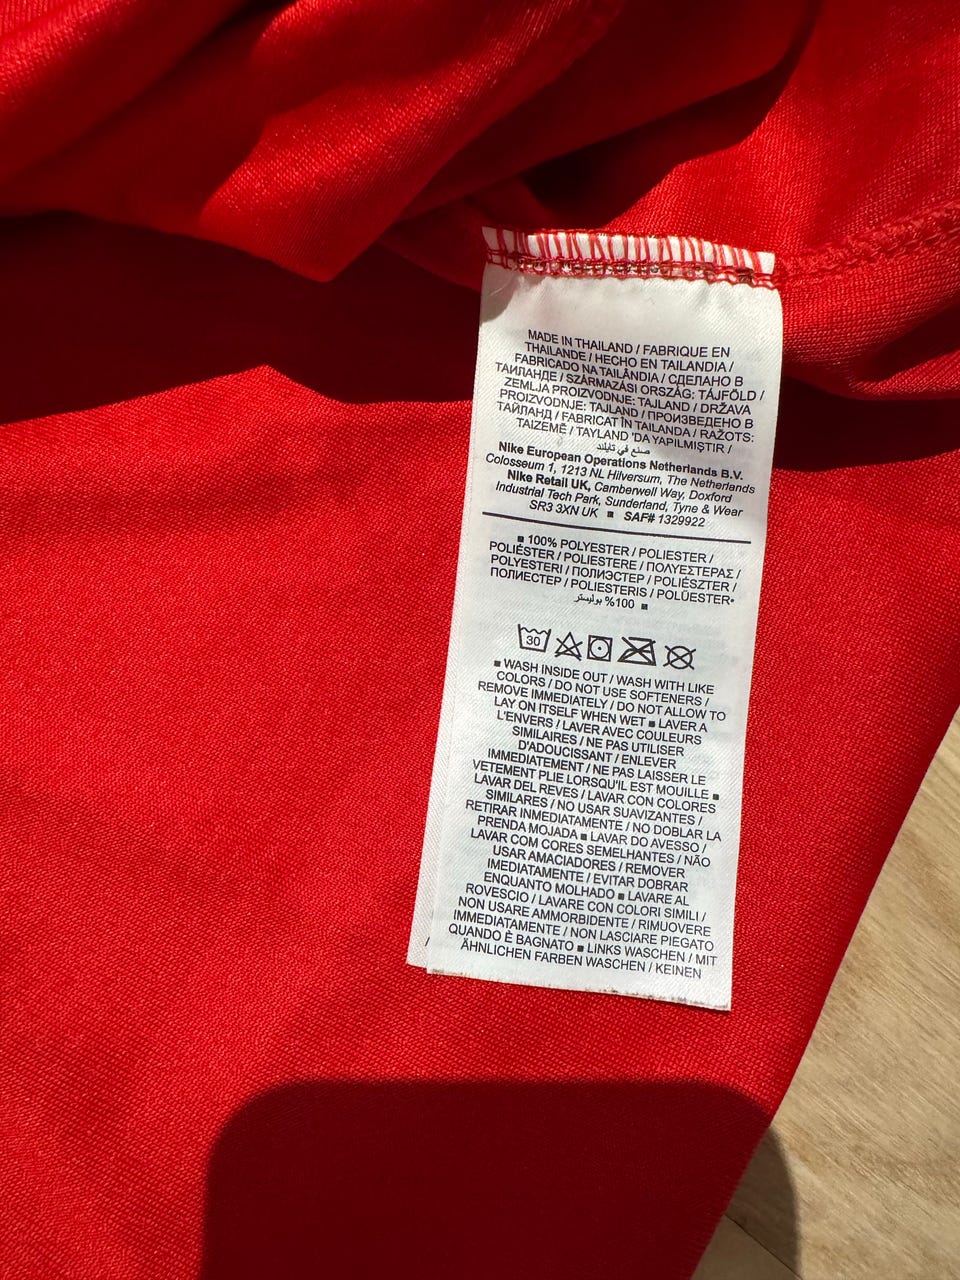 MADE IN THAILAND / FABRIQUE EN
THAILANDE / HECHO EN TAILANDIA /
FABRICADO NA TAILÂNDIA / СДЕЛАНО В
ТАИЛАНДЕ / SZÁRMAZÁSI ORSZÁG: TÁJFÖLD /
ZEMLJA PROIZVODNJE: TAJLAND / DRŽAVA
PROIZVODNJE: TAJLAND / ПРОИЗВЕДЕНО В
ТАЙЛАНД / FABRICAT ÎN TAILANDA / RAŽOTS:
TAIZEMĒ / TAYLAND 'DA YAPILMIŞTIR /
صنع في تايلند
Nike European Operations Netherlands B.V.
Colosseum 1, 1213 NL Hilversum, The Netherlands
Nike Retail UK, Camberwell Way, Doxford
Industrial Tech Park, Sunderland, Tyne & Wear
SR3 3XN UK ■ SAF# 1329922
■ 100% POLYESTER / POLIESTER /
POLIÉSTER / POLIESTERE / ΠΟΛΥΕΣΤΕΡΑΣ /
POLYESTERI / ПОЛИЭСТЕР / POLIÉSZTER /
ПОЛИЕСТЕР / POLIESTERIS / POLÜESTER•
100% بوليستر ■
30
■ WASH INSIDE OUT / WASH WITH LIKE
COLORS / DO NOT USE SOFTENERS /
REMOVE IMMEDIATELY / DO NOT ALLOW TO
LAY ON ITSELF WHEN WET ■ LAVER A
L'ENVERS / LAVER AVEC COULEURS
SIMILAIRES / NE PAS UTILISER
D'ADOUCISSANT / ENLEVER
IMMEDIATEMENT / NE PAS LAISSER LE
VETEMENT PLIE LORSQU'IL EST MOUILLE ■
LAVAR DEL REVES / LAVAR CON COLORES
SIMILARES / NO USAR SUAVIZANTES /
RETIRAR INMEDIATAMENTE / NO DOBLAR LA
PRENDA MOJADA ■ LAVAR DO AVESSO /
LAVAR COM CORES SEMELHANTES / NÃO
USAR AMACIADORES / REMOVER
IMEDIATAMENTE / EVITAR DOBRAR
ENQUANTO MOLHADO ■ LAVARE AL
ROVESCIO / LAVARE CON COLORI SIMILI /
NON USARE AMMORBIDENTE / RIMUOVERE
IMMEDIATAMENTE / NON LASCIARE PIEGATO
QUANDO È BAGNATO ■ LINKS WASCHEN / MIT
ÄHNLICHEN FARBEN WASCHEN / KEINEN